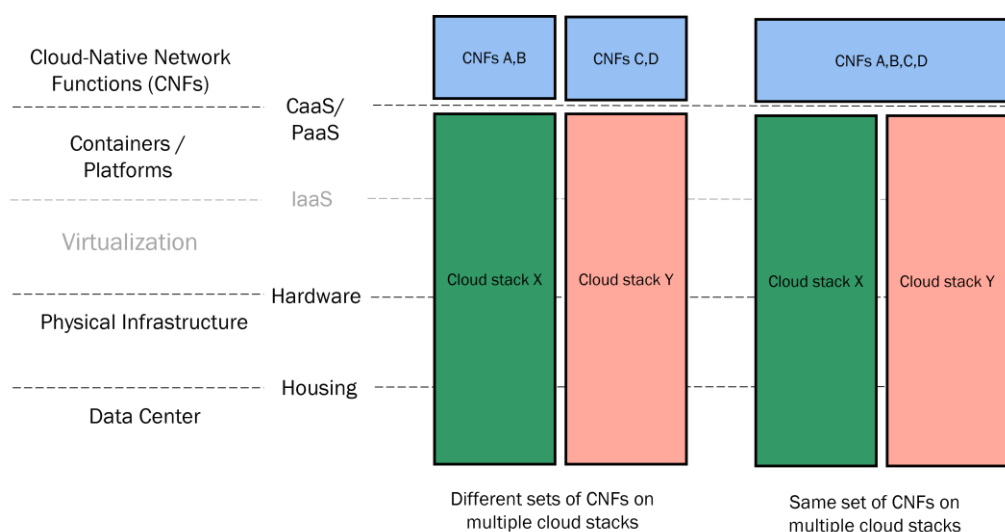 Cloud-Native Network
Functions (CNFs)
CNFs A,B
CNFs C,D
CNFs A,B,C,D
CaaS/
PaaS
Containers /
Platforms
IaaS
Virtualization
Cloud stack X
Cloud stack Y
Cloud stack X
Cloud stack Y
Hardware
Physical Infrastructure
Housing
Data Center
Different sets of CNFs on
multiple cloud stacks
Same set of CNFs on
multiple cloud stacks